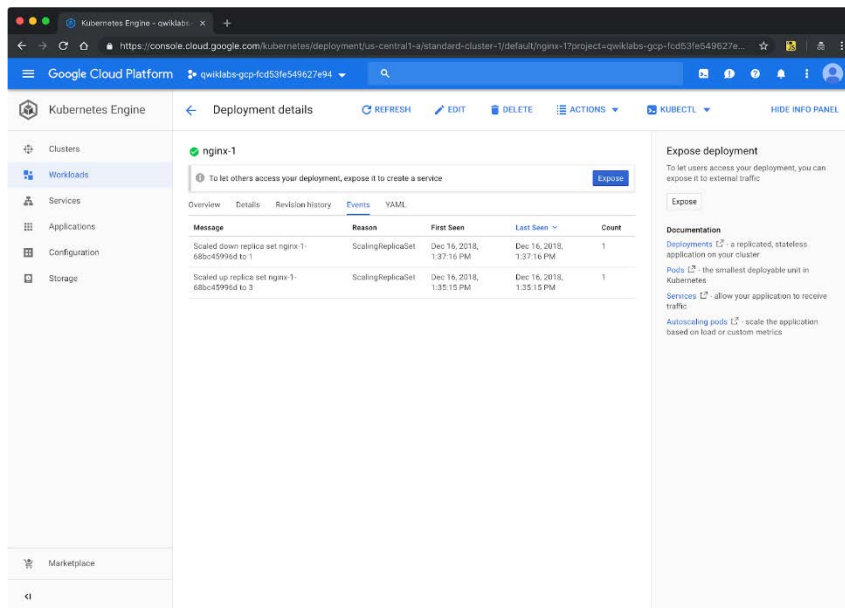 Kubernetes Engine - qwiklabs-
https://console.cloud.google.com/kubernetes/deployment/us-central1-a/standard-cluster-1/default/nginx-1?project=qwiklabs-gcp-fcd53fe549627e...
Google Cloud Platform qwiklabs-gcp-fcd53fe549627e94
Kubernetes Engine
Deployment details REFRESH EDIT DELETE ACTIONS KUBECTL HIDE INFO PANEL
Clusters
Workloads
Services
Applications
Configuration
Storage
Marketplace
nginx-1
To let others access your deployment, expose it to create a service Expose
Overview Details Revision history Events YAML
Message Reason First Seen Last Seen Count
Scaled down replica set nginx-1- ScalingReplicaSet Dec 16, 2018, Dec 16, 2018, 1
68bc45996d to 1 1:37:16 PM 1:37:16 PM
Scaled up replica set nginx-1- ScalingReplicaSet Dec 16, 2018, Dec 16, 2018, 1
68bc45996d to 3 1:35:15 PM 1:35:15 PM
Expose deployment
To let users access your deployment, you can
expose it to external traffic
Expose
Documentation
Deployments - a replicated, stateless
application on your cluster
Pods - the smallest deployable unit in
Kubernetes
Services - allow your application to receive
traffic
Autoscaling pods - scale the application
based on load or custom metrics